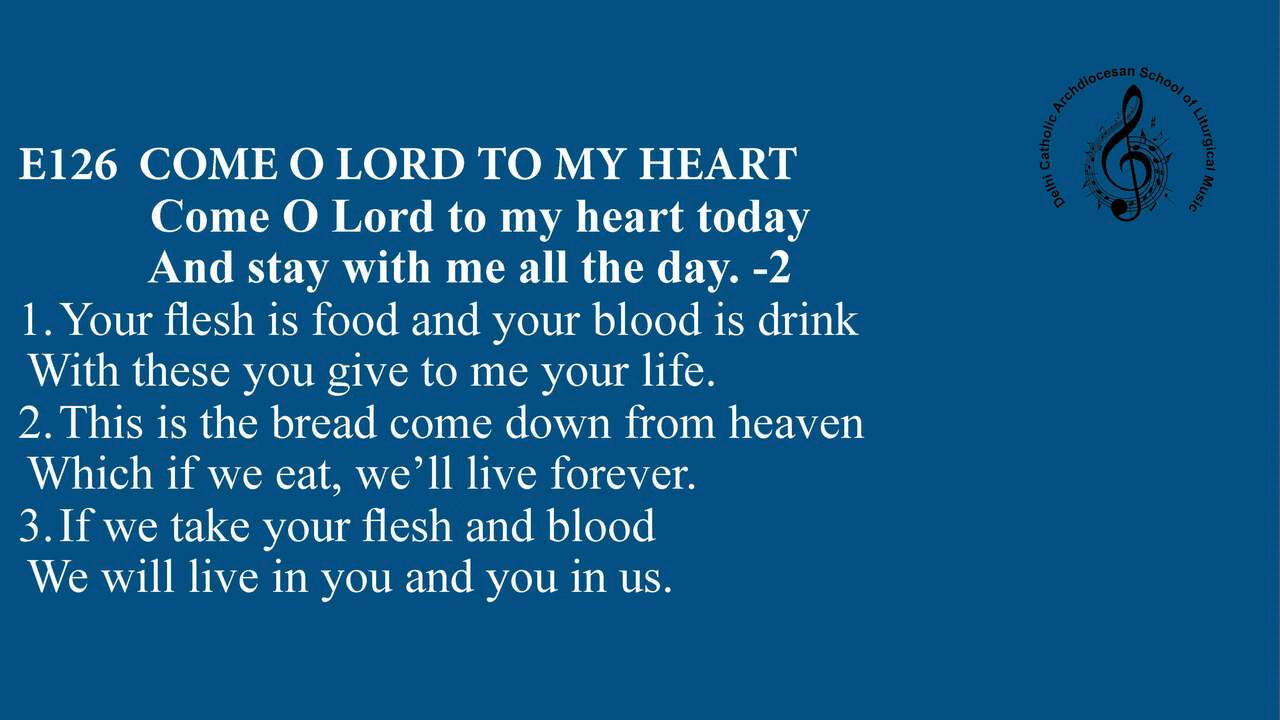 Delhi Catholic Archdiocesan School of Liturgical Music
E126 COME O LORD TO MY HEART
Come O Lord to my heart today
And stay with me all the day. -2
1. Your flesh is food and your blood is drink
With these you give to me your life.
2. This is the bread come down from heaven
Which if we eat, we’ll live forever.
3. If we take your flesh and blood
We will live in you and you in us.